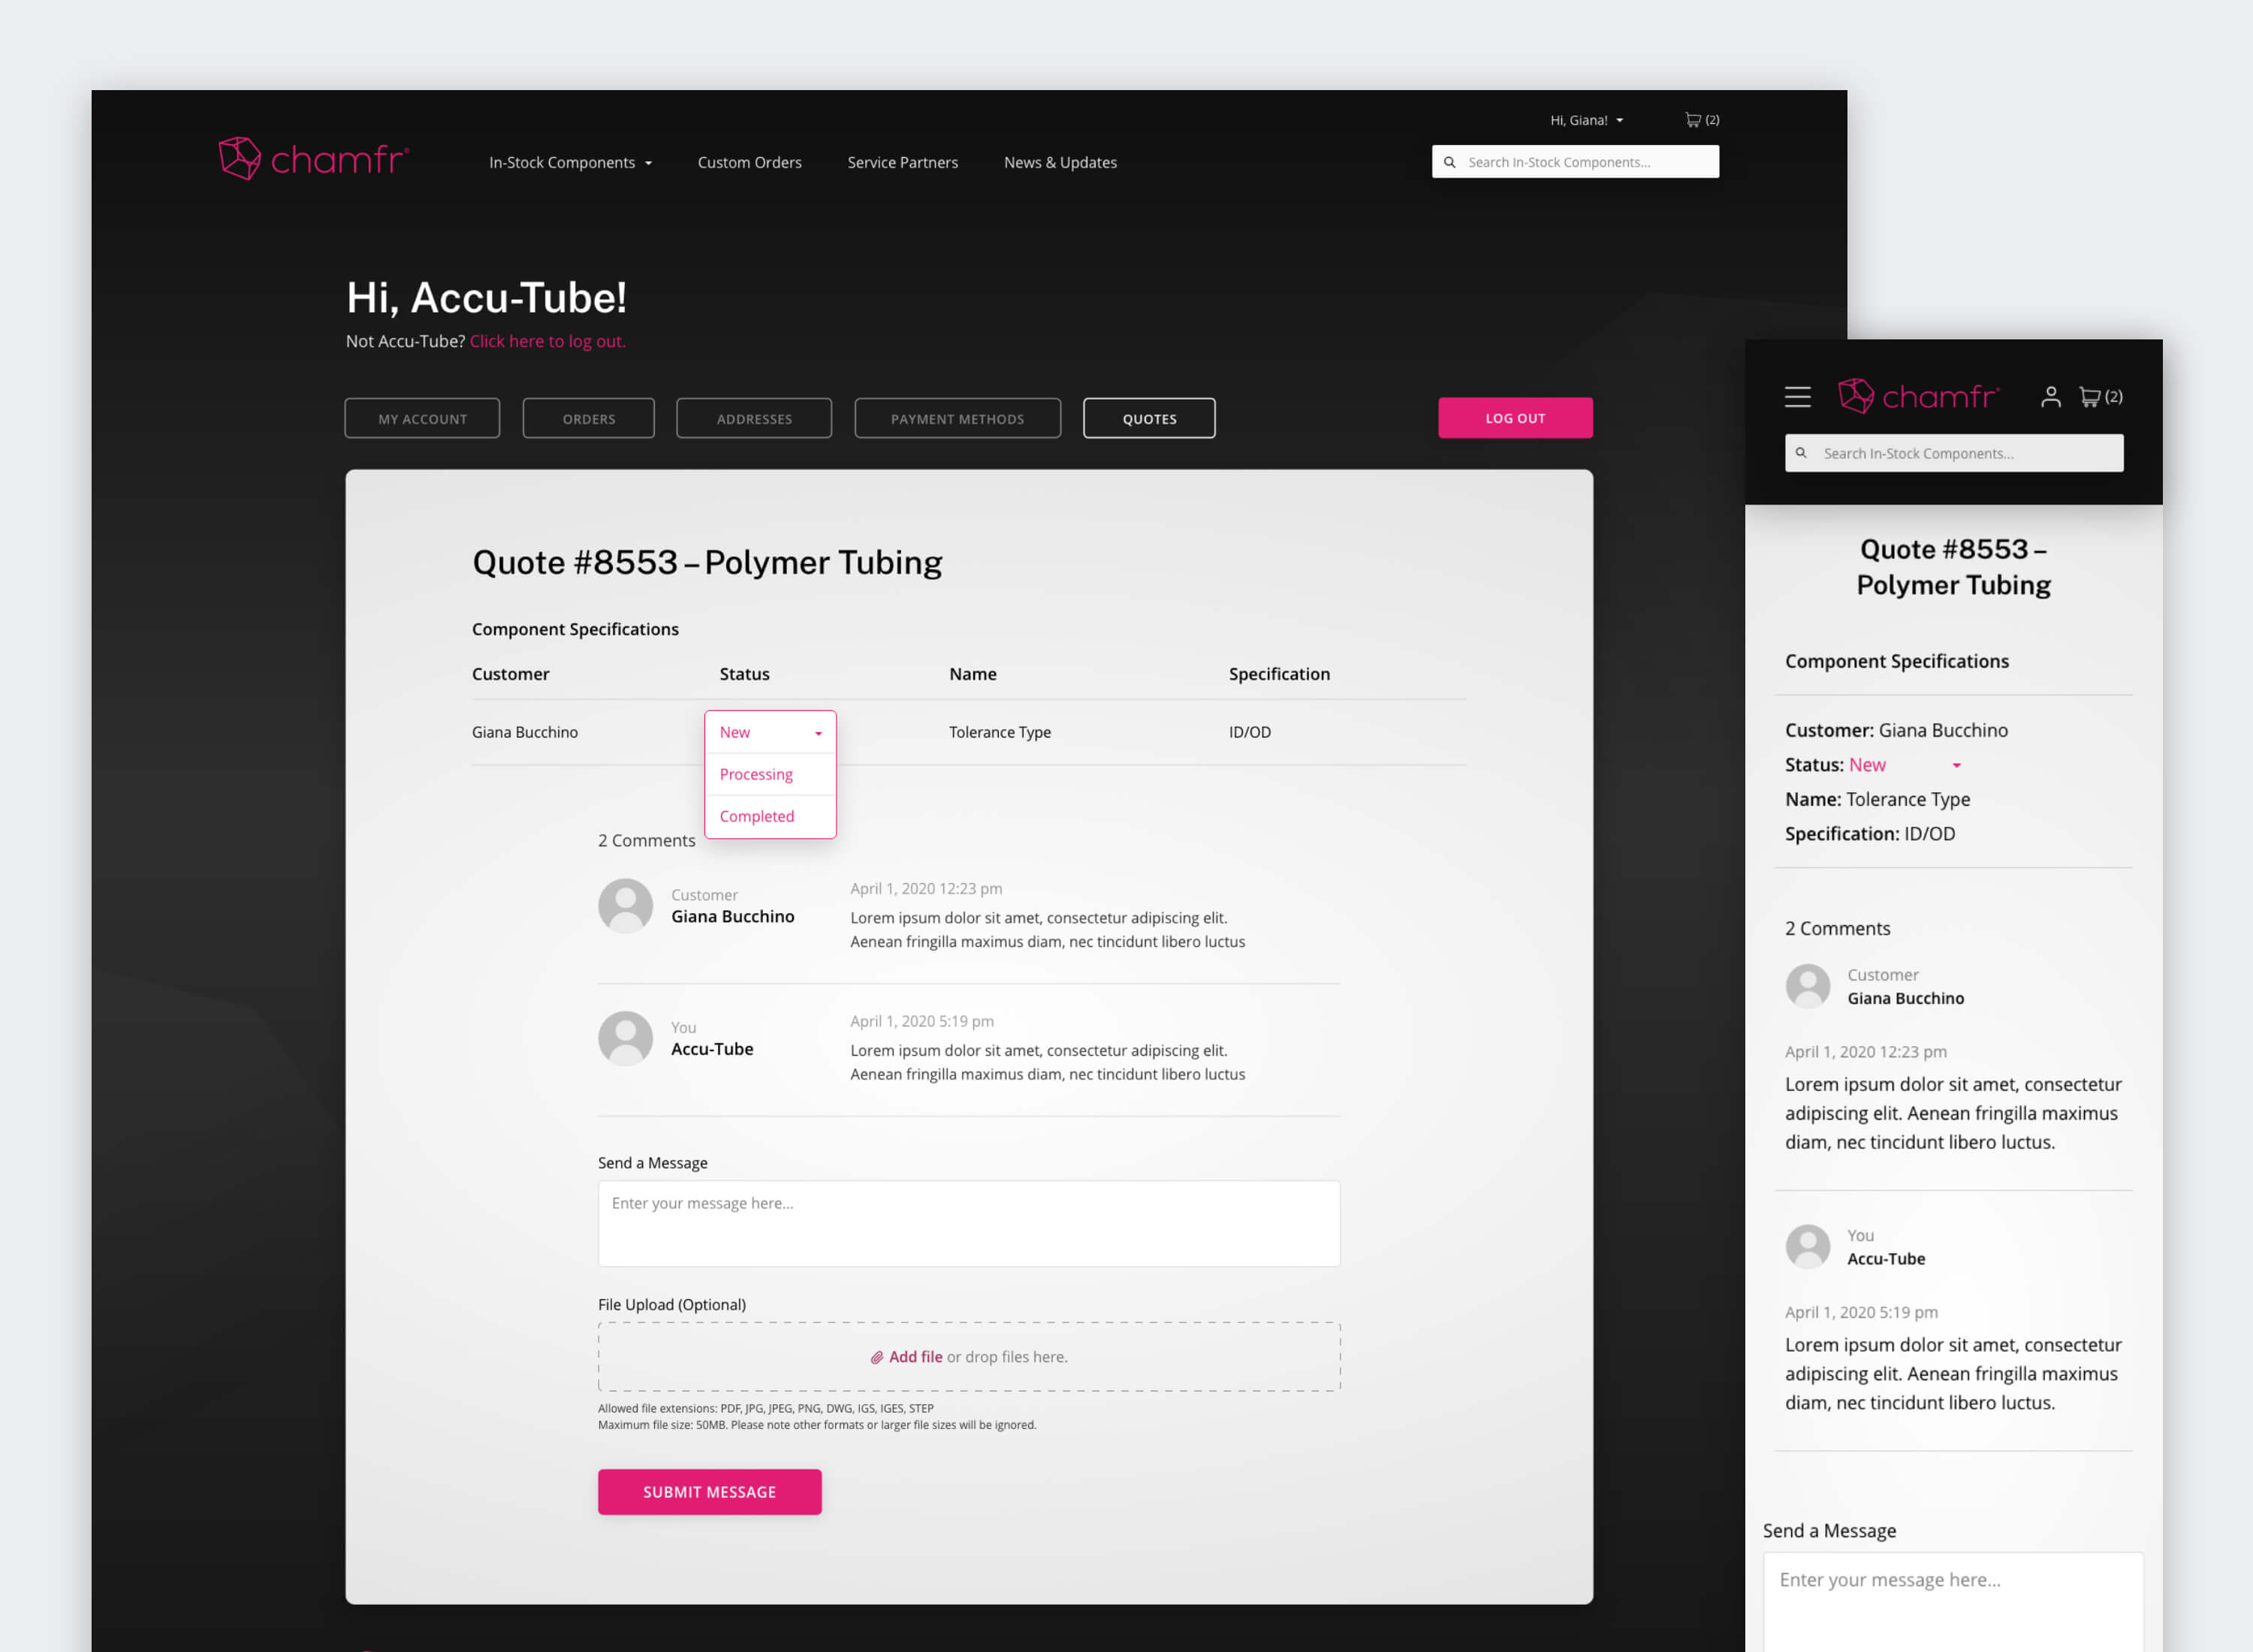 Hi, Giana!
(2)
chamfr
In-Stock Components
Custom Orders
Service Partners
News & Updates
Search In-Stock Components...
Hi, Accu-Tube!
Not Accu-Tube? Click here to log out.
MY ACCOUNT
ORDERS
ADDRESSES
PAYMENT METHODS
QUOTES
LOG OUT
Quote #8553 – Polymer Tubing
Component Specifications
Customer
Status
Name
Specification
Giana Bucchino
New
Tolerance Type
ID/OD
Processing
Completed
2 Comments
Customer
Giana Bucchino
April 1, 2020 12:23 pm
Lorem ipsum dolor sit amet, consectetur adipiscing elit.
Aenean fringilla maximus diam, nec tincidunt libero luctus
You
Accu-Tube
April 1, 2020 5:19 pm
Lorem ipsum dolor sit amet, consectetur adipiscing elit.
Aenean fringilla maximus diam, nec tincidunt libero luctus
Send a Message
Enter your message here...
File Upload (Optional)
Add file or drop files here.
Allowed file extensions: PDF, JPG, JPEG, PNG, DWG, IGS, IGES, STEP
Maximum file size: 50MB. Please note other formats or larger file sizes will be ignored.
SUBMIT MESSAGE
chamfr
(2)
Search In-Stock Components...
Quote #8553 –
Polymer Tubing
Component Specifications
Customer: Giana Bucchino
Status: New
Name: Tolerance Type
Specification: ID/OD
2 Comments
Customer
Giana Bucchino
April 1, 2020 12:23 pm
Lorem ipsum dolor sit amet, consectetur
adipiscing elit. Aenean fringilla maximus
diam, nec tincidunt libero luctus.
You
Accu-Tube
April 1, 2020 5:19 pm
Lorem ipsum dolor sit amet, consectetur
adipiscing elit. Aenean fringilla maximus
diam, nec tincidunt libero luctus.
Send a Message
Enter your message here...